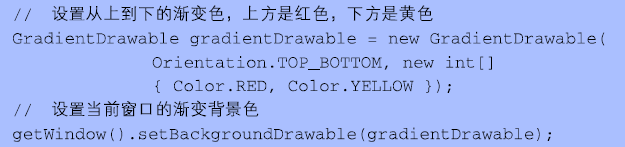 //  设置从上到下的渐变色，上方是红色，下方是黄色
GradientDrawable gradientDrawable = new GradientDrawable(
Orientation.TOP_BOTTOM, new int[]
{ Color.RED, Color.YELLOW });
//  设置当前窗口的渐变背景色
getWindow().setBackgroundDrawable(gradientDrawable);